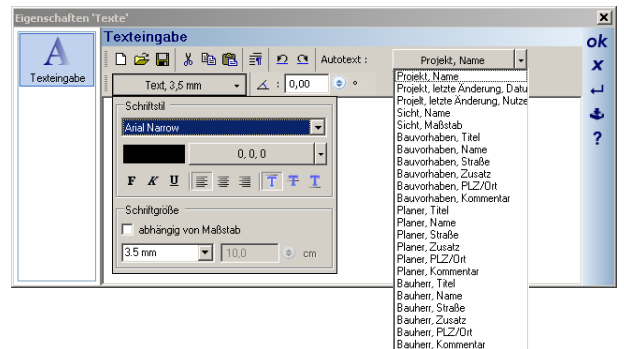 Eigenschaften 'Texte'
Texteingabe
ok
x
?
Texteingabe
Autotext :
Projekt, Name
Text, 3,5 mm
: 0,00 °
Schriftstil
Arial Narrow
0, 0, 0
F K U T T T
Schriftgröße
abhängig von Maßstab
3.5 mm
10,0 cm
Projekt, Name
Projekt, letzte Änderung, Datu
Projelt, letzte Änderung, Nutze
Sicht, Name
Sicht, Maßstab
Bauvorhaben, Titel
Bauvorhaben, Name
Bauvorhaben, Straße
Bauvorhaben, Zusatz
Bauvorhaben, PLZ/Ort
Bauvorhaben, Kommentar
Planer, Titel
Planer, Name
Planer, Straße
Planer, Zusatz
Planer, PLZ/Ort
Planer, Kommentar
Bauherr, Titel
Bauherr, Name
Bauherr, Straße
Bauherr, Zusatz
Bauherr, PLZ/Ort
Bauherr, Kommentar